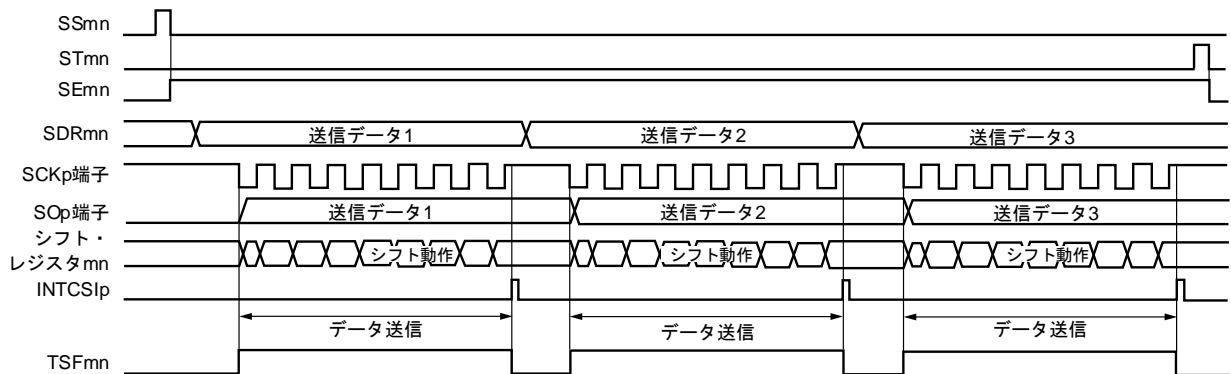 SSmn
STmn
SEmn
SDRmn 送信データ1 送信データ2 送信データ3
SCKp端子
SOp端子 送信データ1 送信データ2 送信データ3
シフト・
レジスタmn シフト動作 シフト動作 シフト動作
INTCSIp
データ送信 データ送信 データ送信
TSFmn